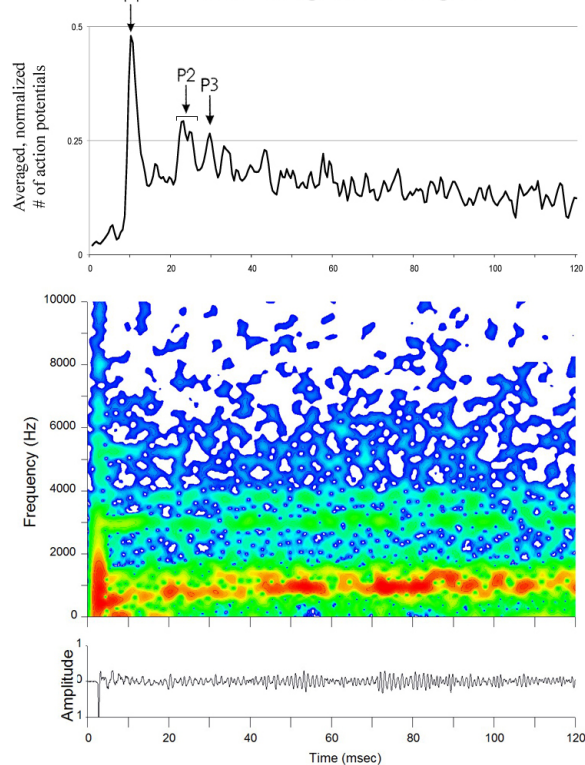 0.5
P2
P3
0.25
Averaged, normalized
# of action potentials
0
0 20 40 60 80 100 120
10000
8000
6000
4000
2000
0
Frequency (Hz)
1
0
1
Amplitude
0 20 40 60 80 100 120
Time (msec)